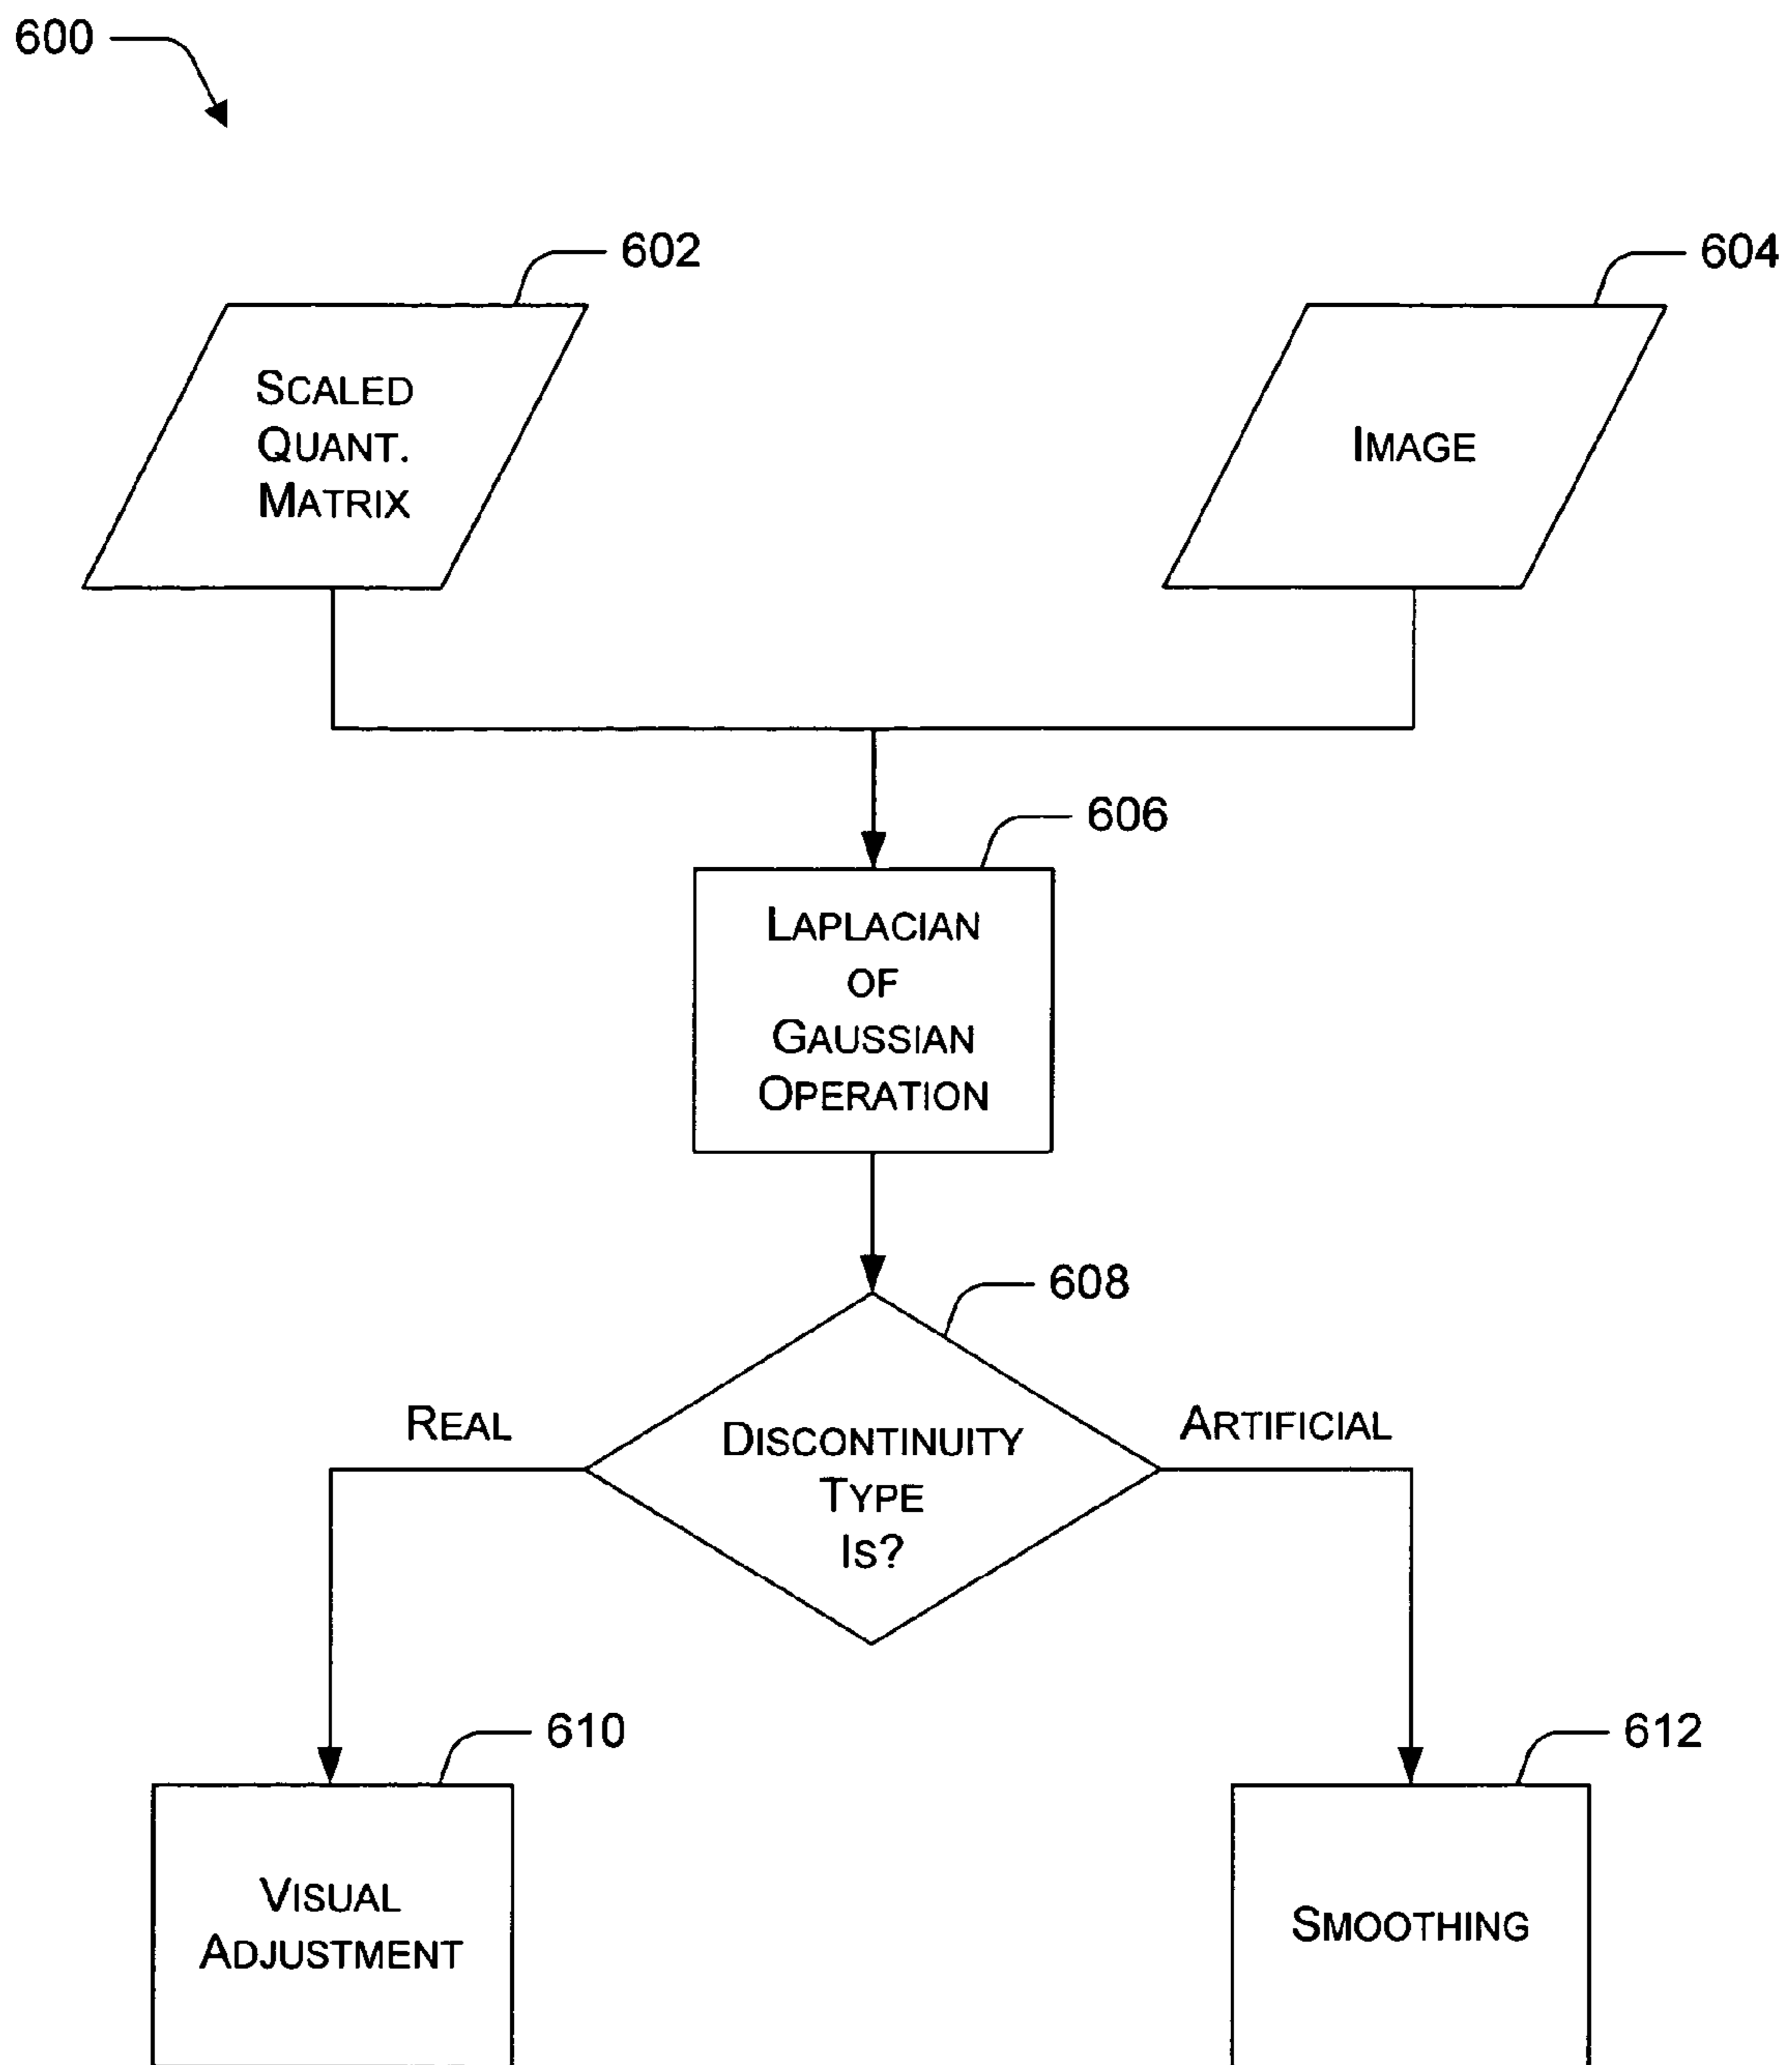 600
602
604
SCALED
QUANT.
MATRIX
IMAGE
606
LAPLACIAN
OF
GAUSSIAN
OPERATION
608
REAL
ARTIFICIAL
DISCONTINUITY
TYPE
IS?
610
612
VISUAL
ADJUSTMENT
SMOOTHING